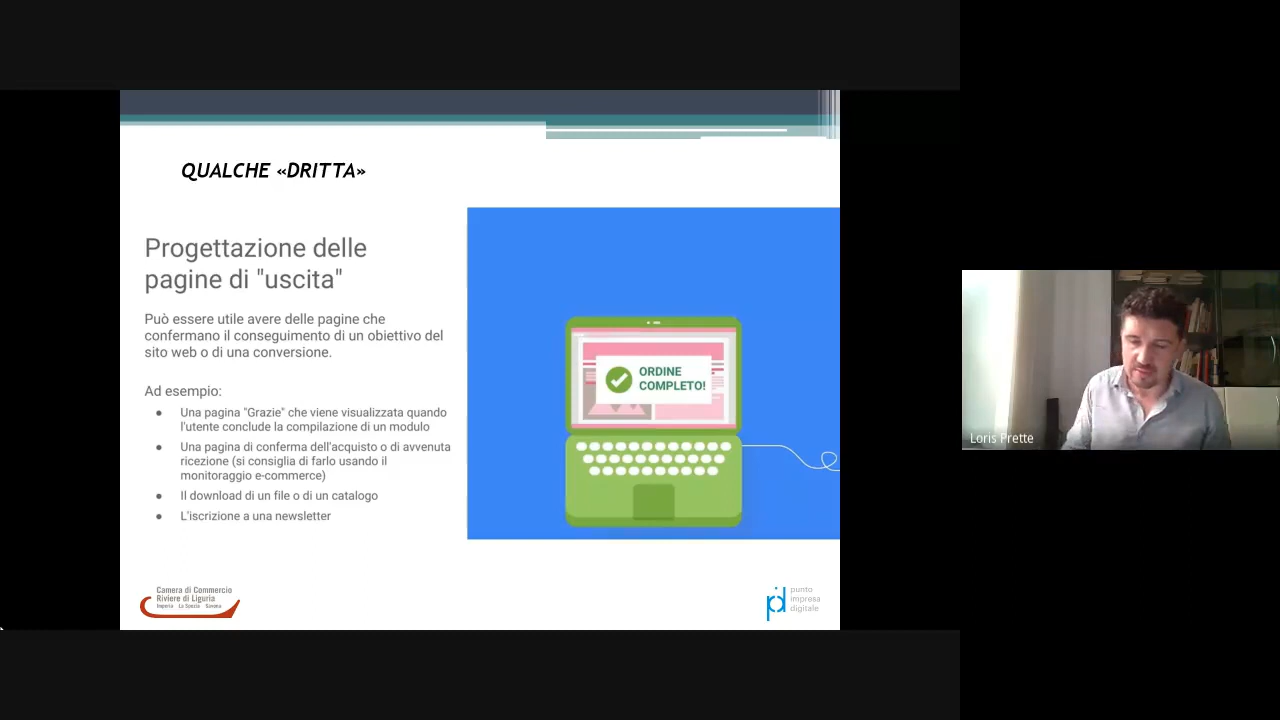 QUALCHE «DRITTA»
Progettazione delle
pagine di "uscita"
Può essere utile avere delle pagine che
confermano il conseguimento di un obiettivo del
sito web o di una conversione.
Ad esempio:
● Una pagina "Grazie" che viene visualizzata quando
l'utente conclude la compilazione di un modulo
● Una pagina di conferma dell'acquisto o di avvenuta
ricezione (si consiglia di farlo usando il
monitoraggio e-commerce)
● Il download di un file o di un catalogo
● L'iscrizione a una newsletter
ORDINE
COMPLETO!
Camera di Commercio
Riviere di Liguria
Imperia La Spezia Savona
pid
punto
impresa
digitale
Loris Prette